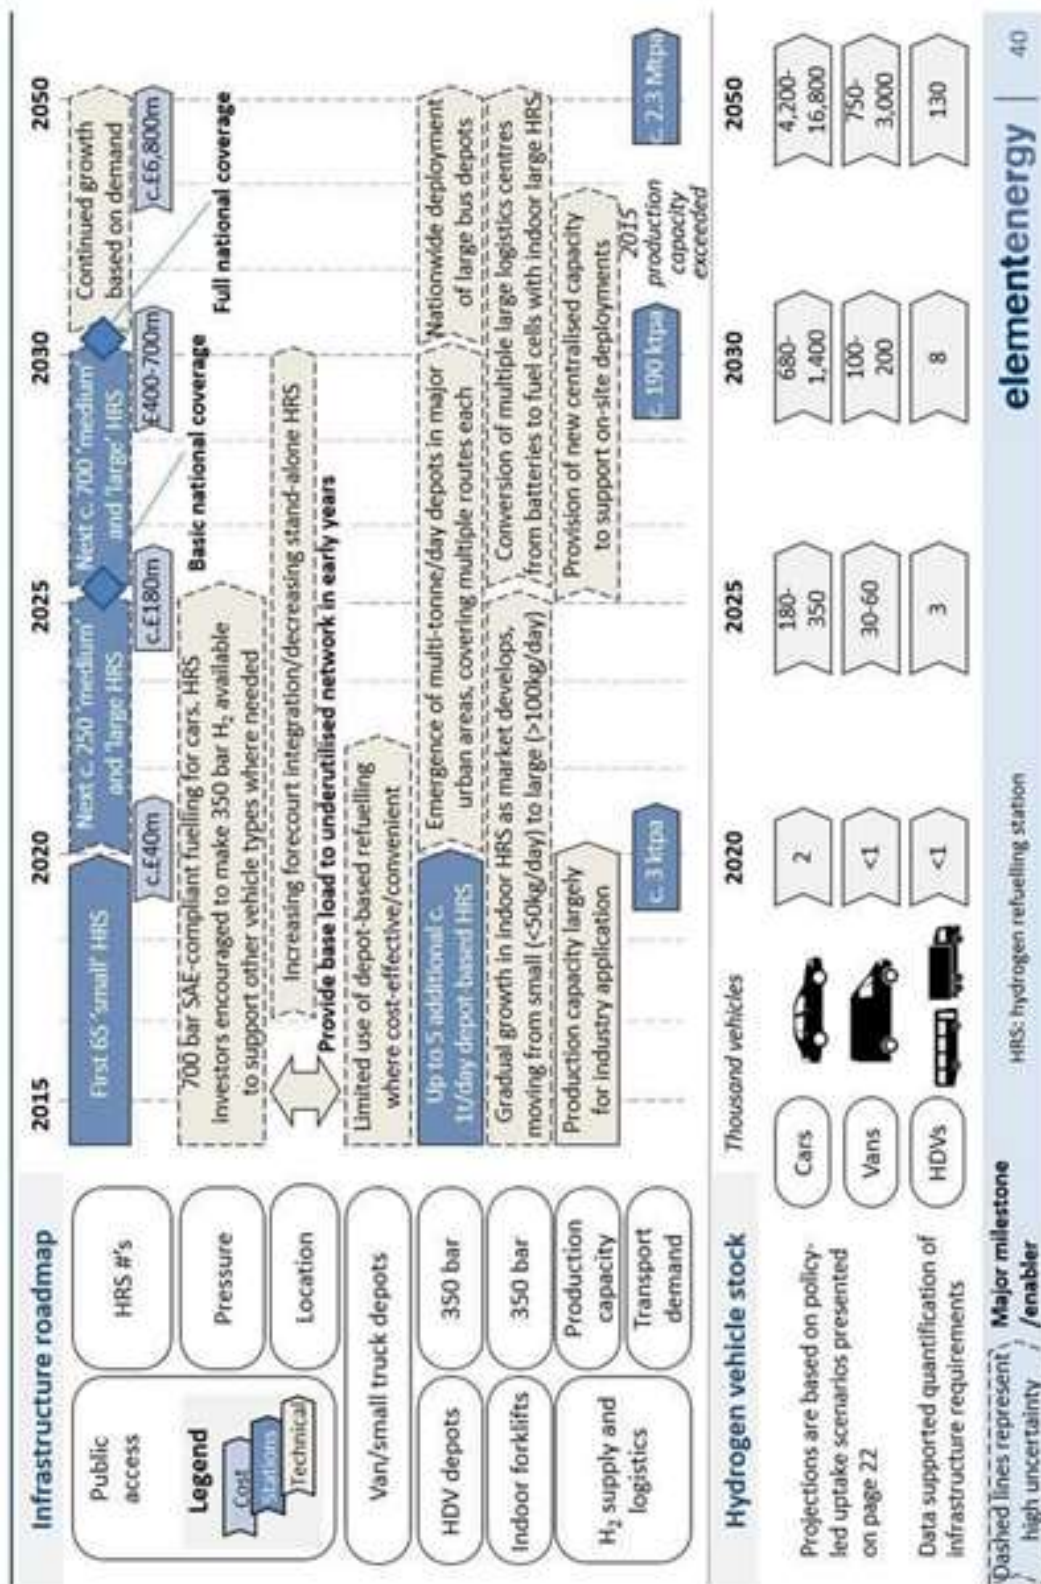 Infrastructure roadmap
2015
2020
2025
2030
2050
Public
access
HRS #'s
First 65 'small' HRS
Next c. 250 'medium'
and 'large HRS
Next c. 700 'medium'
and 'large' HRS
Continued growth
based on demand
c.£40m
c.£180m
£400-700m
c.£6,800m
Basic national coverage
Full national coverage
Pressure
700 bar SAE-compliant fuelling for cars. HRS
investors encouraged to make 350 bar H₂ available
to support other vehicle types where needed
Location
Increasing forecourt integration/decreasing stand-alone HRS
Provide base load to underutilised network in early years
Legend
Cost
Stations
Technical
Van/small truck depots
Limited use of depot-based refuelling
where cost-effective/convenient
HDV depots
350 bar
Up to 5 additional c.
1t/day depot-based HRS
Emergence of multi-tonne/day depots in major
urban areas, covering multiple routes each
Nationwide deployment
of large bus depots
Indoor forklifts
350 bar
Gradual growth in indoor HRS as market develops,
moving from small (<50kg/day) to large (>100kg/day)
Conversion of multiple large logistics centres
from batteries to fuel cells with indoor large HRS
H₂ supply and
logistics
Production
capacity
Production capacity largely
for industry application
Provision of new centralised capacity
to support on-site deployments
2015
production
capacity
exceeded
Transport
demand
c. 3 ktpa
c. 190 ktpa
c. 2.3 Mtpa
Hydrogen vehicle stock
Thousand vehicles
2020
2025
2030
2050
Projections are based on policy-
led uptake scenarios presented
on page 22
Cars
2
180-
350
680-
1,400
4,200-
16,800
Vans
<1
30-60
100-
200
750-
3,000
Data supported quantification of
infrastructure requirements
HDVs
<1
3
8
130
Dashed lines represent
high uncertainty
Major milestone
/enabler
HRS: hydrogen refuelling station
elementenergy
40